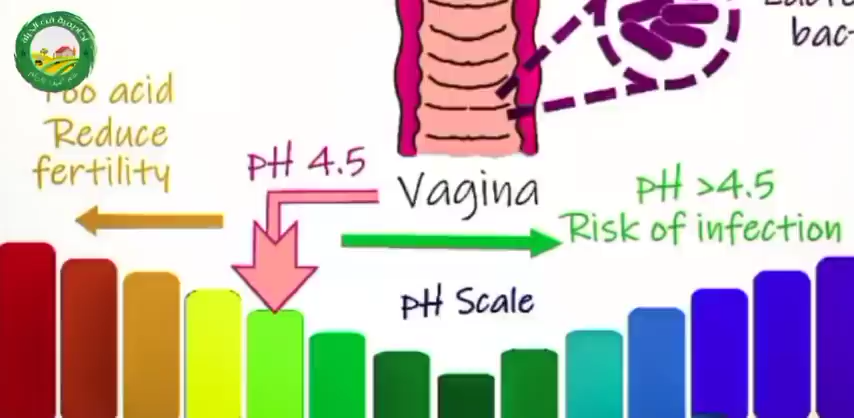 Too acid
Reduce
fertility
pH 4.5
Vagina
pH >4.5
Risk of infection
pH Scale